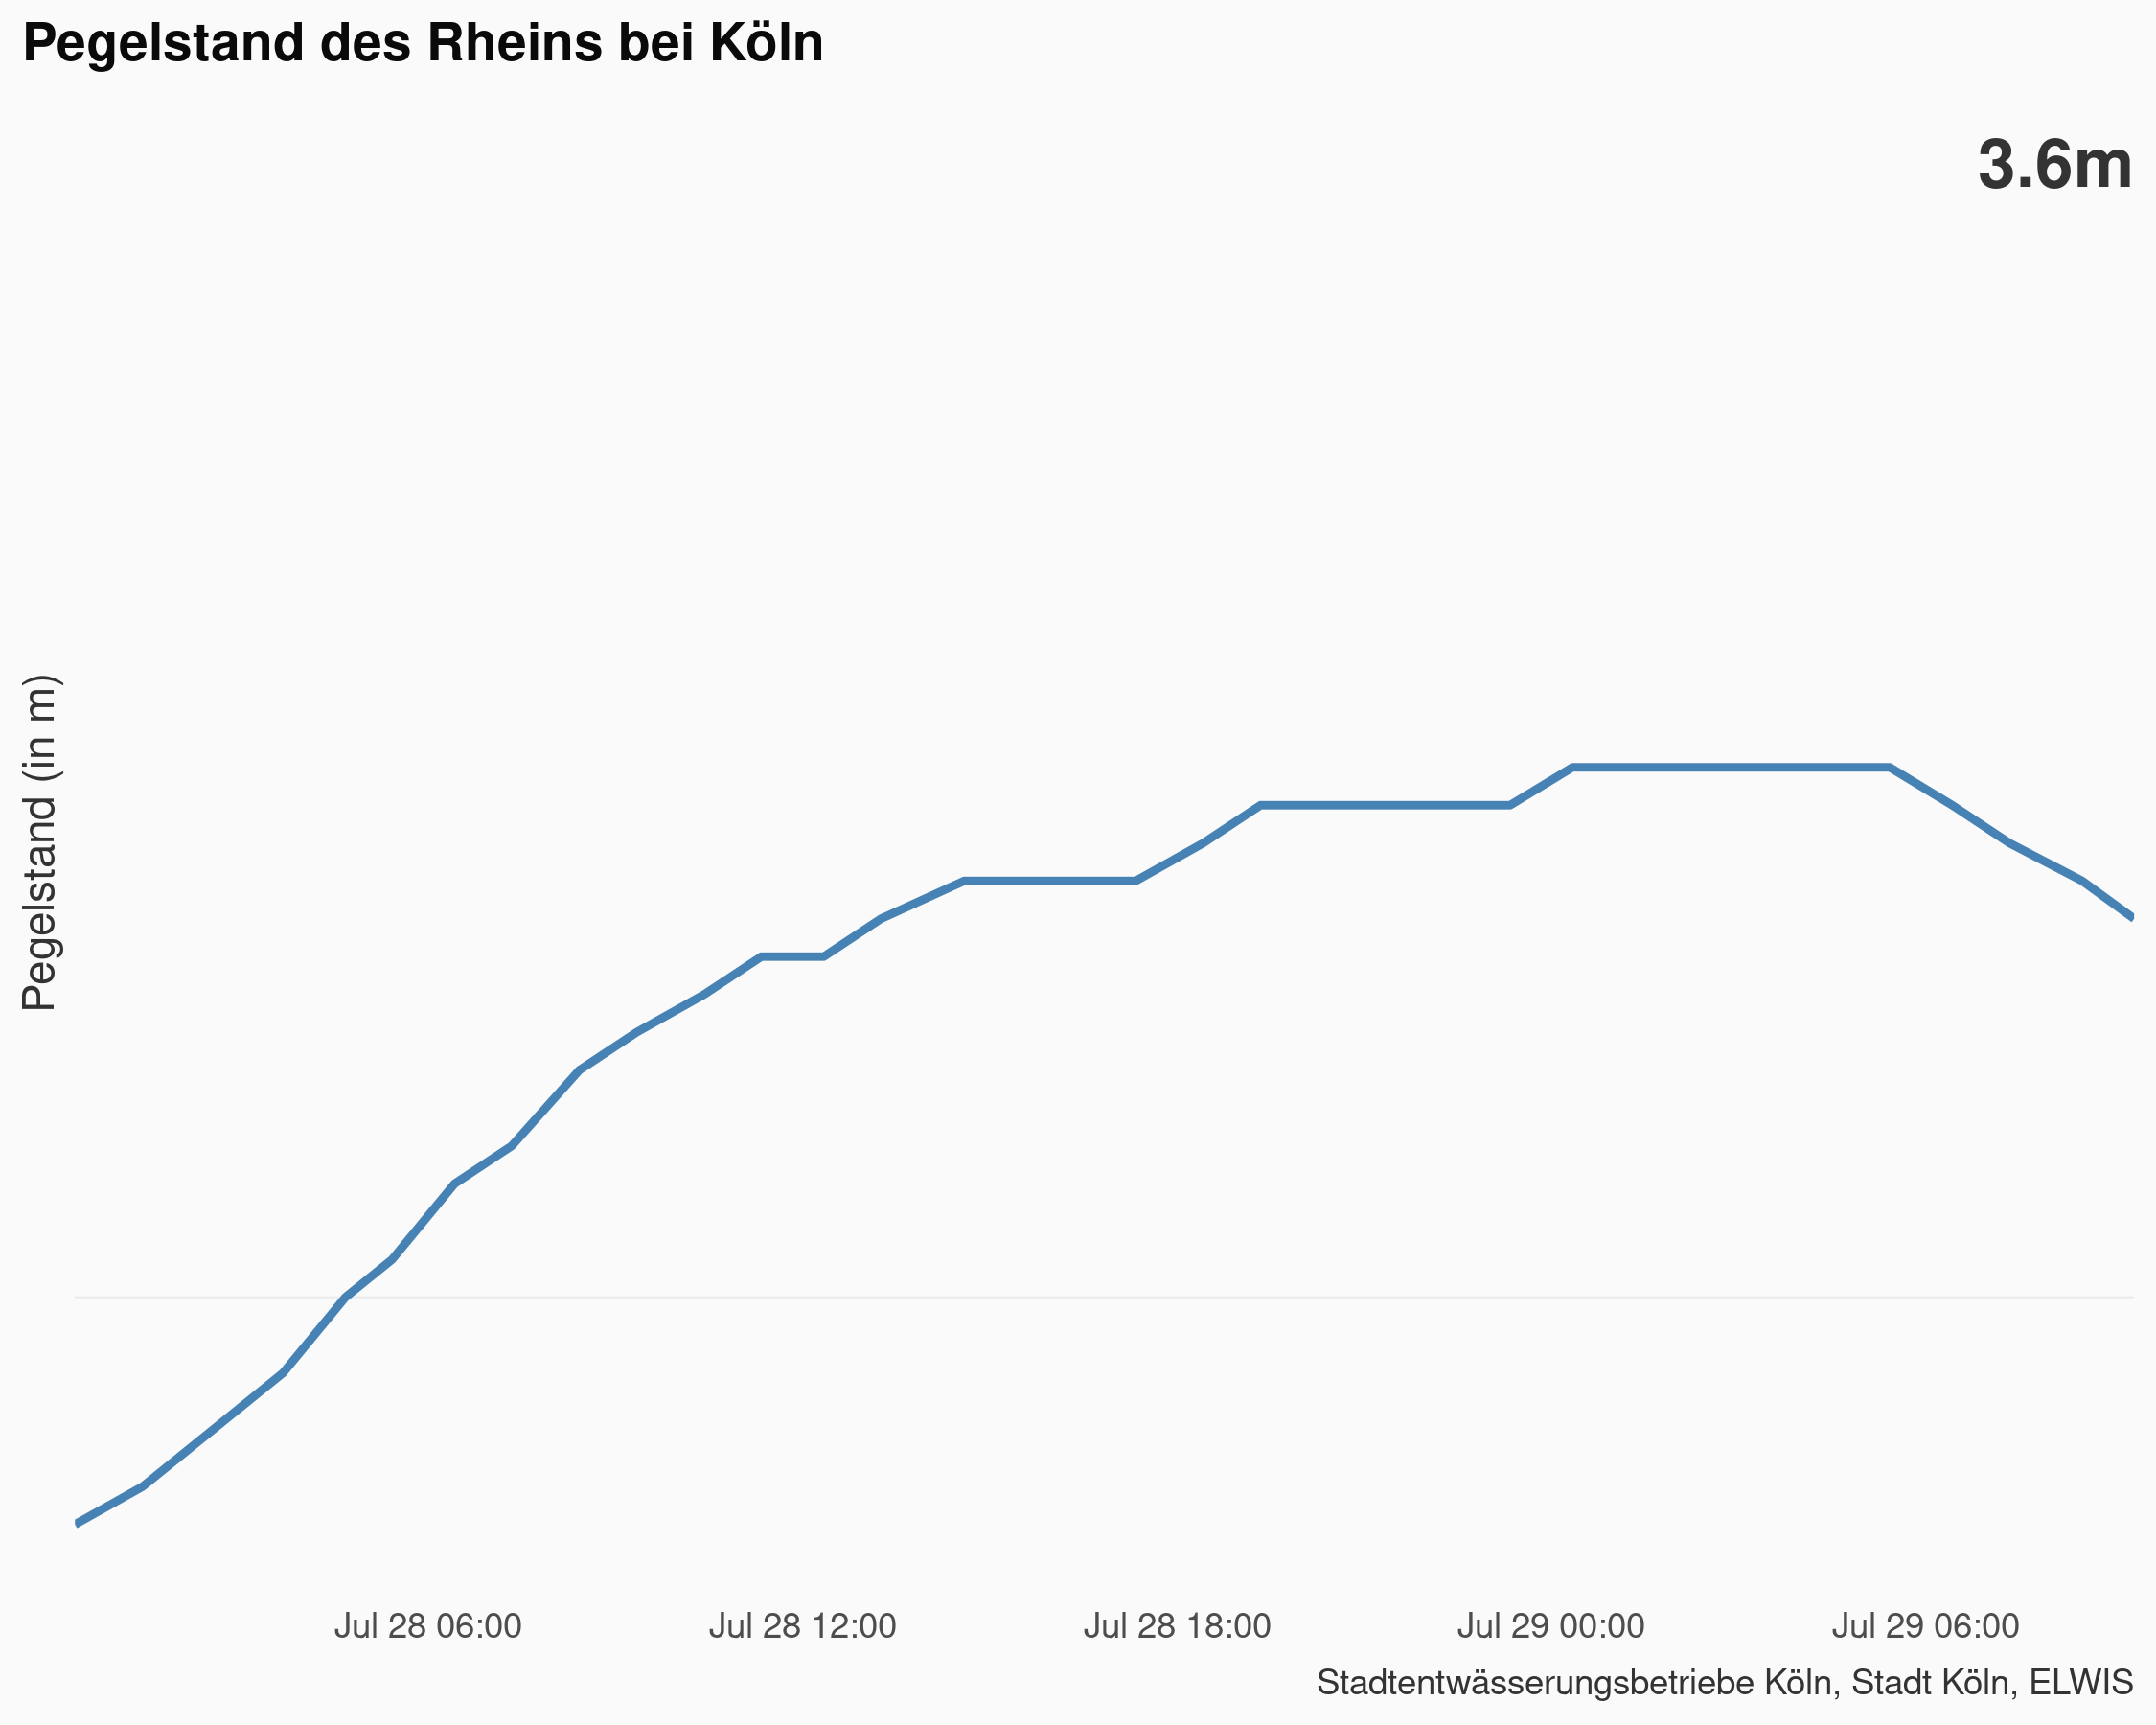 Pegelstand des Rheins bei Köln
3.6m
Pegelstand (in m)
Jul 28 06:00 Jul 28 12:00 Jul 28 18:00 Jul 29 00:00 Jul 29 06:00
Stadtentwässerungsbetriebe Köln, Stadt Köln, ELWIS